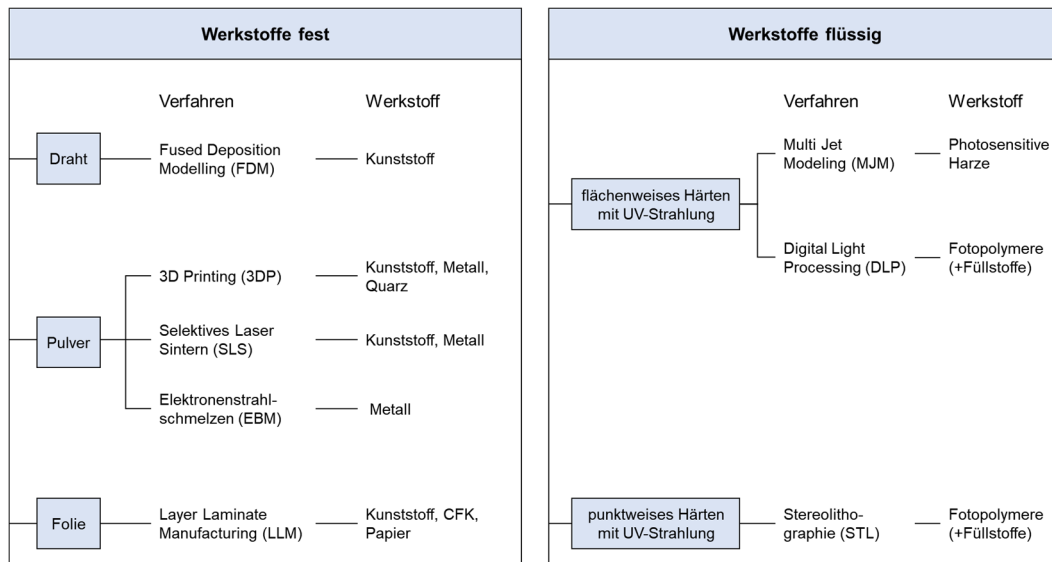 Werkstoffe fest
Verfahren
Werkstoff
Draht
Fused Deposition
Modelling (FDM)
Kunststoff
Pulver
3D Printing (3DP)
Kunststoff, Metall,
Quarz
Selektives Laser
Sintern (SLS)
Kunststoff, Metall
Elektronenstrahl-
schmelzen (EBM)
Metall
Folie
Layer Laminate
Manufacturing (LLM)
Kunststoff, CFK,
Papier
Werkstoffe flüssig
Verfahren
Werkstoff
flächenweises Härten
mit UV-Strahlung
Multi Jet
Modeling (MJM)
Photosensitive
Harze
Digital Light
Processing (DLP)
Fotopolymere
(+Füllstoffe)
punktweises Härten
mit UV-Strahlung
Stereolitho-
graphie (STL)
Fotopolymere
(+Füllstoffe)